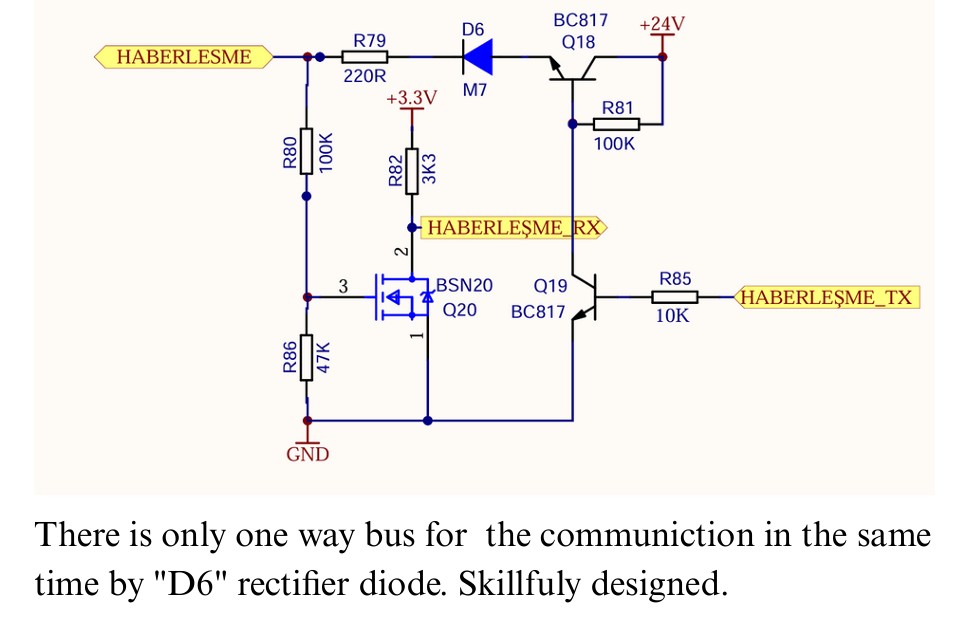 BC817
+24V
D6
Q18
R79
HABERLESME
220R
M7
+3.3V
R81
100K
R80
100K
R82
3K3
HABERLEŞME_RX
2
3
BSN20
Q20
1
Q19
BC817
R85
10K
HABERLEŞME_TX
R86
47K
GND
There is only one way bus for the communiction in the same
time by "D6" rectifier diode. Skillfuly designed.